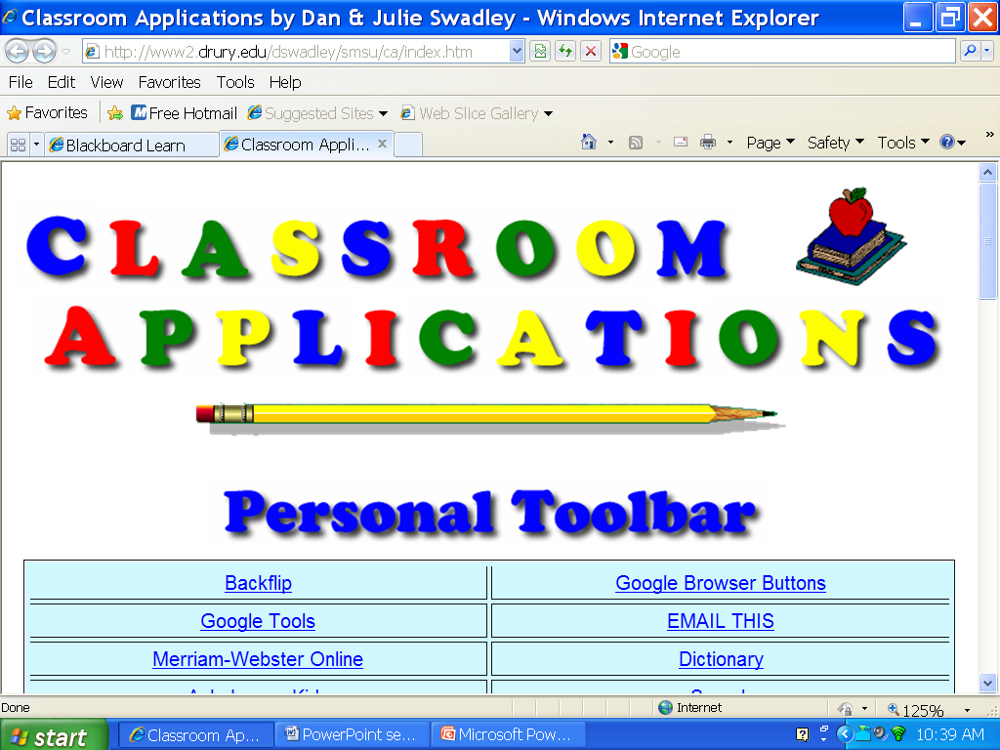 Classroom Applications by Dan & Julie Swadley - Windows Internet Explorer
http://www2.drury.edu/dswadley/smsu/ca/index.htm Google
File Edit View Favorites Tools Help
Favorites Free Hotmail Suggested Sites Web Slice Gallery
Blackboard Learn Classroom Appli... Page Safety Tools »
CLASSROOM
APPLICATIONS
Personal Toolbar
Backflip Google Browser Buttons
Google Tools EMAIL THIS
Merriam-Webster Online Dictionary
Done Internet 125%
start Classroom Ap... PowerPoint se... Microsoft Pow... 10:39 AM